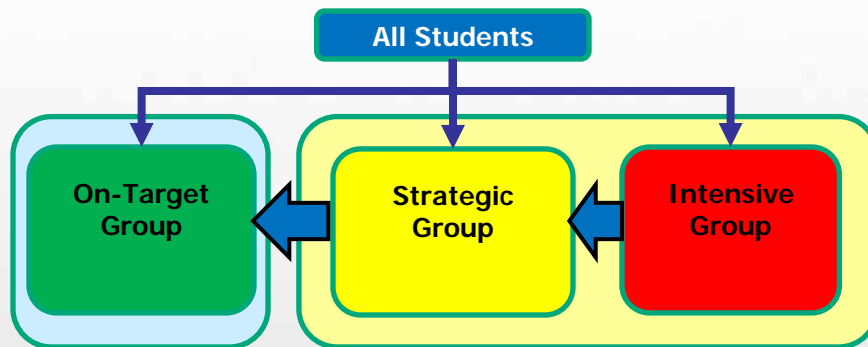 All Students
On-Target
Group
Strategic
Group
Intensive
Group